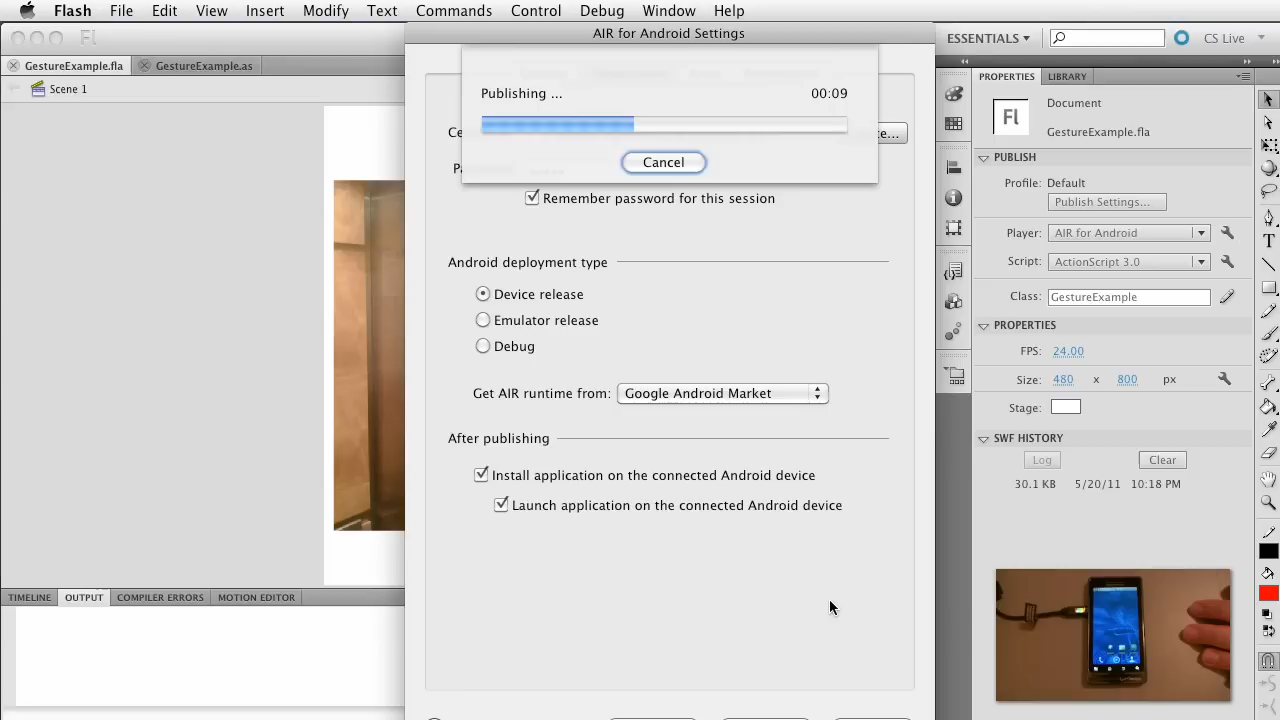 Flash File Edit View Insert Modify Text Commands Control Debug Window Help
Fl
AIR for Android Settings
ESSENTIALS
CS Live
GestureExample.fla
GestureExample.as
Scene 1
Publishing ...
00:09
Cancel
Remember password for this session
Android deployment type
Device release
Emulator release
Debug
Get AIR runtime from: Google Android Market
After publishing
Install application on the connected Android device
Launch application on the connected Android device
PROPERTIES LIBRARY
Fl
Document
GestureExample.fla
PUBLISH
Profile: Default
Publish Settings...
Player: AIR for Android
Script: ActionScript 3.0
Class: GestureExample
PROPERTIES
FPS: 24.00
Size: 480 x 800 px
Stage:
SWF HISTORY
Log Clear
30.1 KB 5/20/11 10:18 PM
TIMELINE OUTPUT COMPILER ERRORS MOTION EDITOR